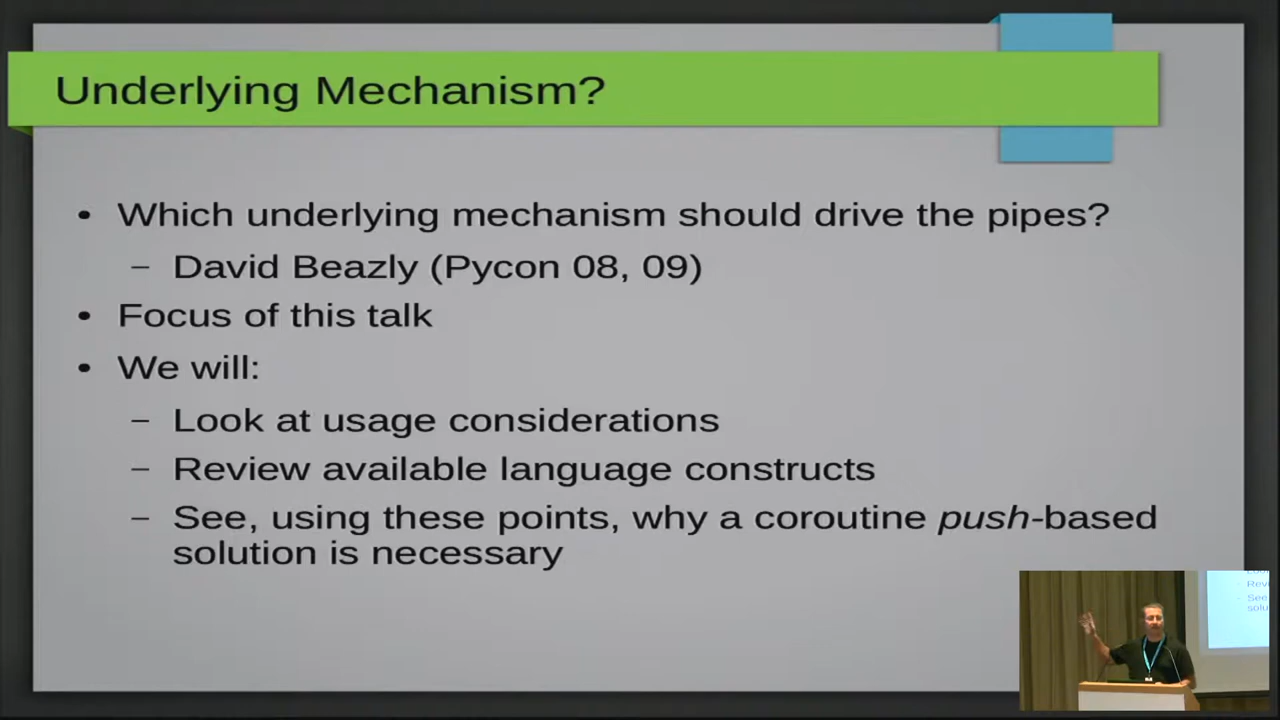 Underlying Mechanism?
• Which underlying mechanism should drive the pipes?
– David Beazly (Pycon 08, 09)
• Focus of this talk
• We will:
– Look at usage considerations
– Review available language constructs
– See, using these points, why a coroutine push-based
solution is necessary